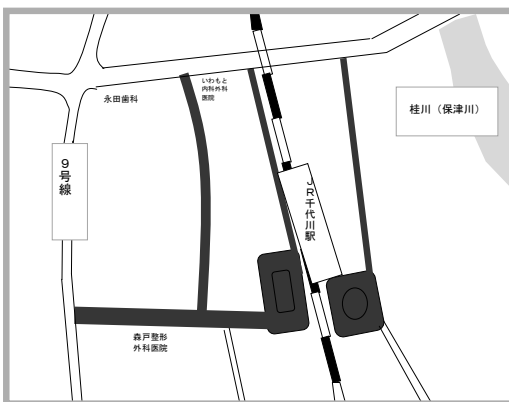 いわもと
内科外科
医院
永田歯科
桂川（保津川）
９号線
ＪＲ千代川駅
森戸整形
外科医院